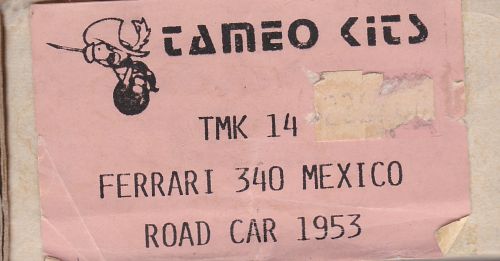 TAMEO KITS
TMK 14
FERRARI 340 MEXICO
ROAD CAR 1953